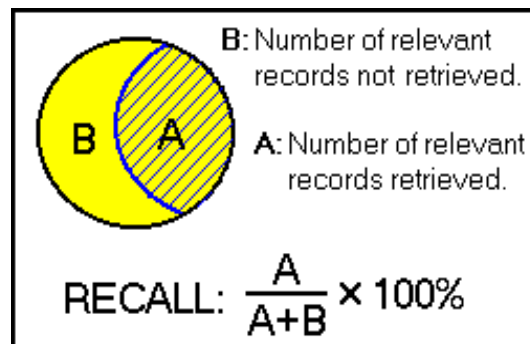 B: Number of relevant
records not retrieved.
B
A
A: Number of relevant
records retrieved.
RECALL: A
A+B × 100%